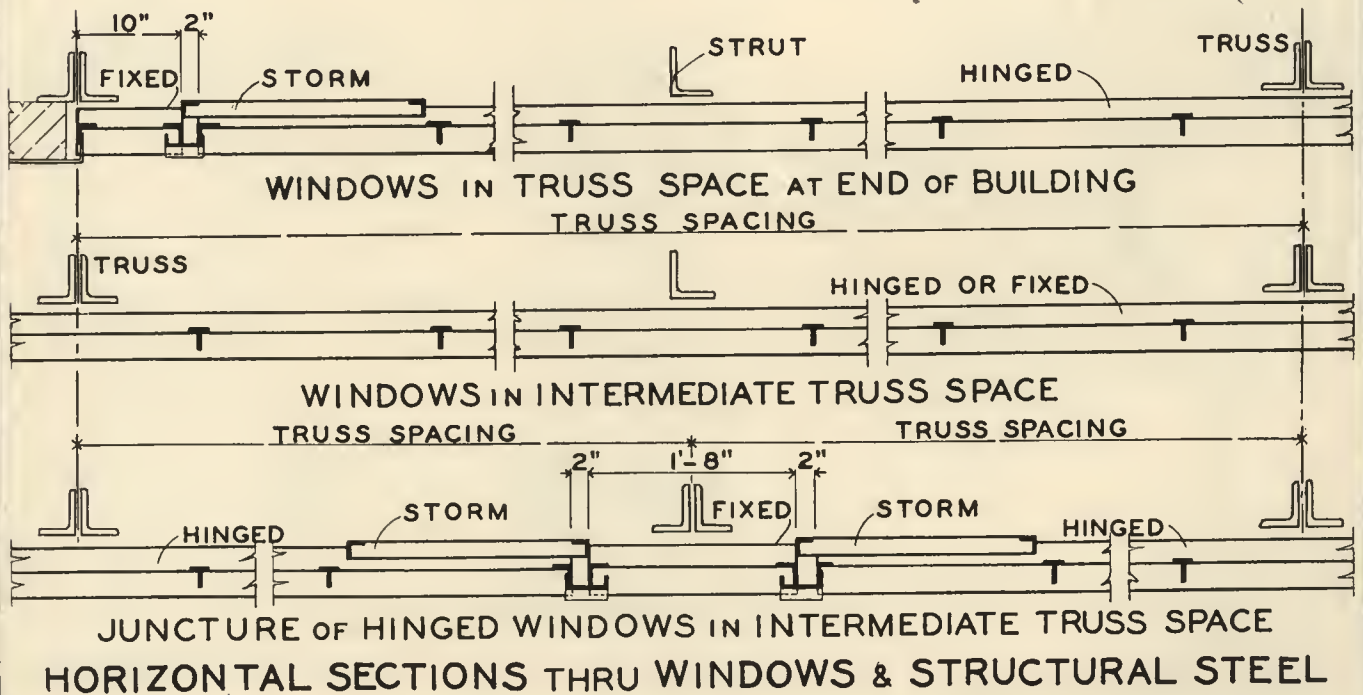 10" 2"
STRUT
TRUSS
FIXED
STORM
HINGED
WINDOWS IN TRUSS SPACE AT END OF BUILDING
TRUSS SPACING
TRUSS
HINGED OR FIXED
WINDOWS IN INTERMEDIATE TRUSS SPACE
TRUSS SPACING
TRUSS SPACING
2" 1'-8" 2"
HINGED
STORM
FIXED
STORM
HINGED
JUNCTURE OF HINGED WINDOWS IN INTERMEDIATE TRUSS SPACE
HORIZONTAL SECTIONS THRU WINDOWS & STRUCTURAL STEEL